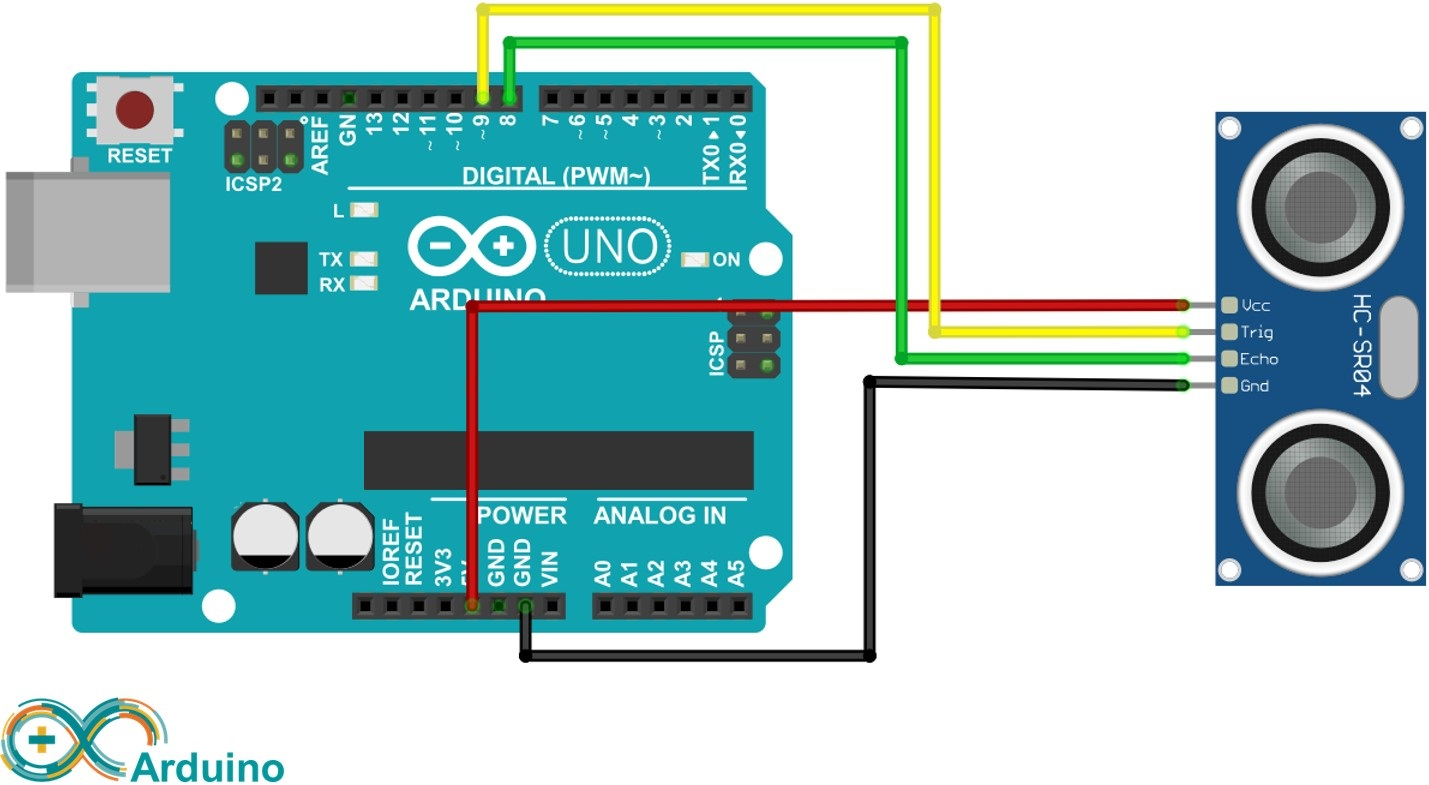 RESET
ICSP2
AREF
GN
13
12
~11
~10
~9
8
7
~6
~5
4
~3
2
TX0▸1
RX0◂0
DIGITAL (PWM~)
L
TX
RX
UNO
ON
ARDUINO
ICSP
POWER
ANALOG IN
IOREF
RESET
3V3
GND
GND
VIN
A0
A1
A2
A3
A4
A5
Vcc
Trig
Echo
Gnd
HC-SR04
Arduino